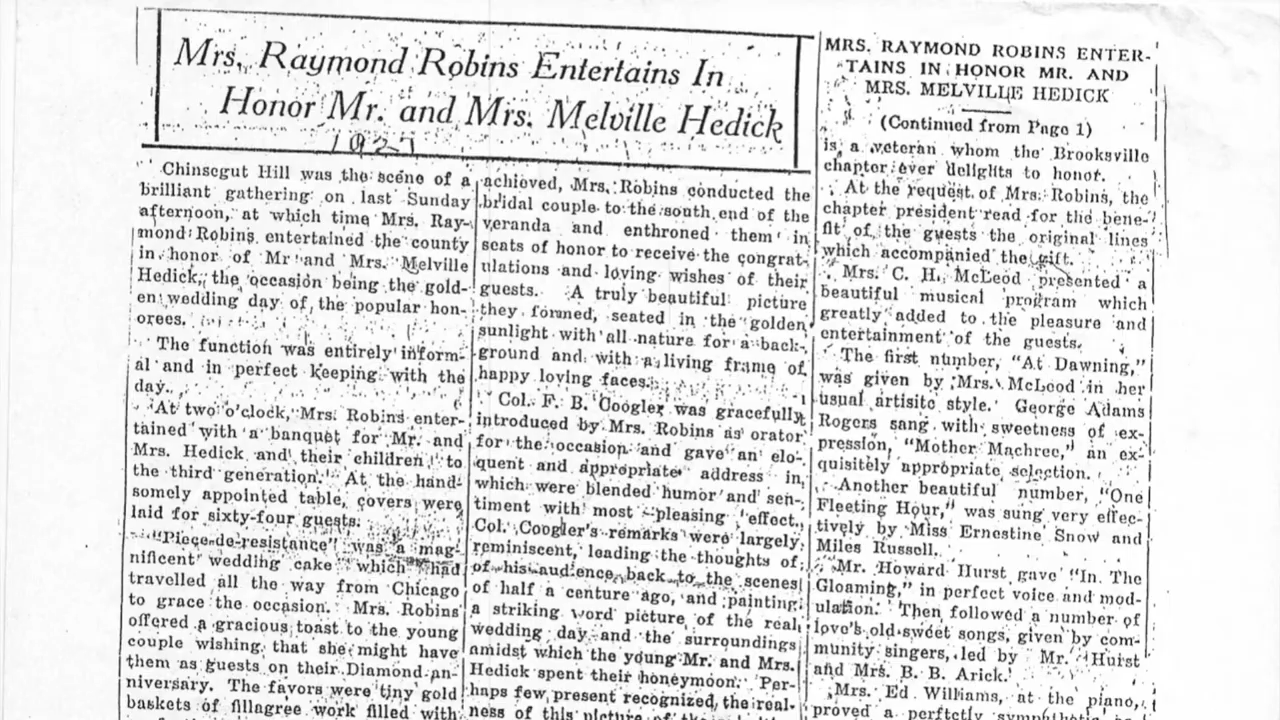 Mrs. Raymond Robins Entertains In
Honor Mr. and Mrs. Melville Hedick
1927
Chinsegut Hill was the scene of a
brilliant gathering on last Sunday
afternoon, at which time Mrs. Ray-
mond Robins entertained the county
in honor of Mr and Mrs. Melville
Hedick, the occasion being the gold-
en wedding day of the popular hon-
orees.
The function was entirely inform-
al and in perfect keeping with the
day.
At two o'clock, Mrs. Robins enter-
tained with a banquet for Mr. and
Mrs. Hedick and their children to
the third generation. At the hand-
somely appointed table, covers were
laid for sixty-four guests.
"Piece-de-resistance" was a mag-
nificent wedding cake which had
travelled all the way from Chicago
to grace the occasion. Mrs. Robins
offered a gracious toast to the young
couple wishing that she might have
them as guests on their Diamond an-
niversary. The favors were tiny gold
baskets of fillagree work filled with
achieved, Mrs. Robins conducted the
bridal couple to the south end of the
veranda and enthroned them in
seats of honor to receive the congrat-
ulations and loving wishes of their
guests. A truly beautiful picture
they formed, seated in the golden
sunlight with all nature for a back-
ground and with a living frame of
happy loving faces.
Col. F. B. Coogler was gracefully
introduced by Mrs. Robins as orator
for the occasion and gave an elo-
quent and appropriate address in
which were blended humor and sen-
timent with most pleasing effect.
Col. Coogler's remarks were largely
reminiscent, leading the thoughts of
of his audience back to the scenes
of half a centure ago, and painting
a striking word picture of the real
wedding day and the surroundings
amidst which the young Mr. and Mrs.
Hedick spent their honeymoon. Per-
haps few present recognized the real-
ness of this picture of the
MRS. RAYMOND ROBINS ENTER-
TAINS IN HONOR MR. AND
MRS. MELVILLE HEDICK
(Continued from Page 1)
is a veteran whom the Brooksville
chapter ever delights to honor.
At the request of Mrs. Robins, the
chapter president read for the bene-
fit of the guests the original lines
which accompanied the gift.
Mrs. C. H. McLeod presented a
beautiful musical program which
greatly added to the pleasure and
entertainment of the guests.
The first number, "At Dawning,"
was given by Mrs. McLeod in her
usual artisitc style. George Adams
Rogers sang with sweetness of ex-
pression, "Mother Machree," an ex-
quisitely appropriate selection.
Another beautiful number, "One
Fleeting Hour," was sung very effec-
tively by Miss Ernestine Snow and
Miles Russell.
Mr. Howard Hurst gave "In The
Gloaming," in perfect voice and mod-
ulation. Then followed a number of
love's old sweet songs, given by com-
munity singers, led by Mr. Hurst
and Mrs. B. B. Arick.
Mrs. Ed Williams, at the piano,
proved a perfetcly sympathetic